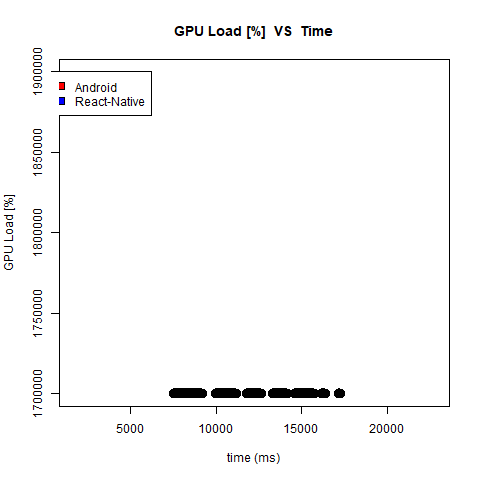 GPU Load [%] VS Time
1900000
1850000
1800000
1750000
1700000
GPU Load [%]
Android
React-Native
5000 10000 15000 20000
time (ms)